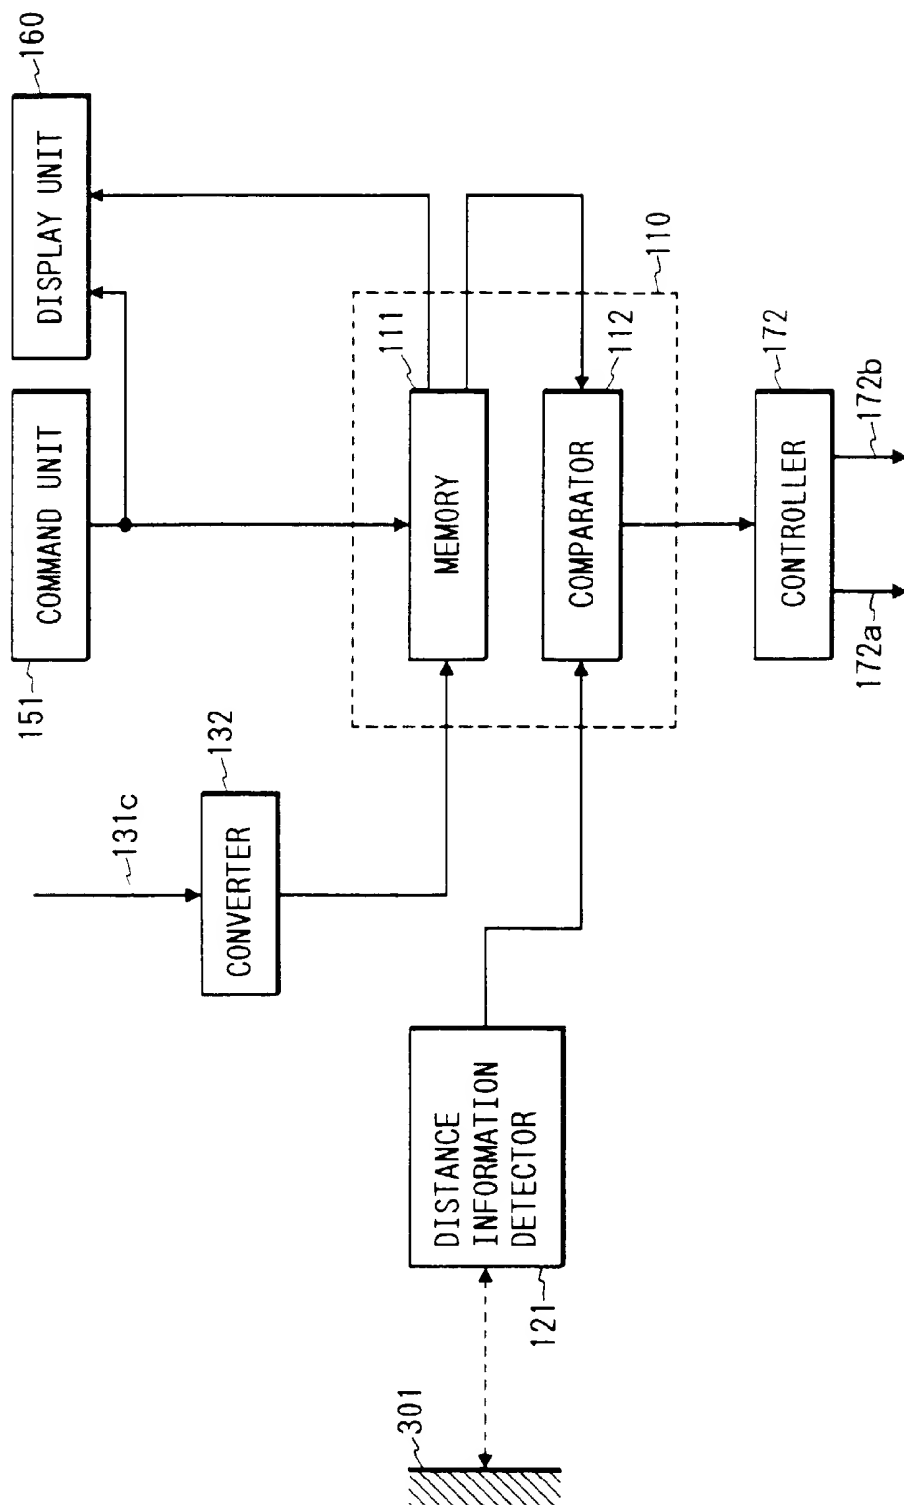 151
COMMAND UNIT
DISPLAY UNIT
160
131c
CONVERTER
132
MEMORY
111
COMPARATOR
112
110
301
DISTANCE
INFORMATION
DETECTOR
121
CONTROLLER
172
172a
172b